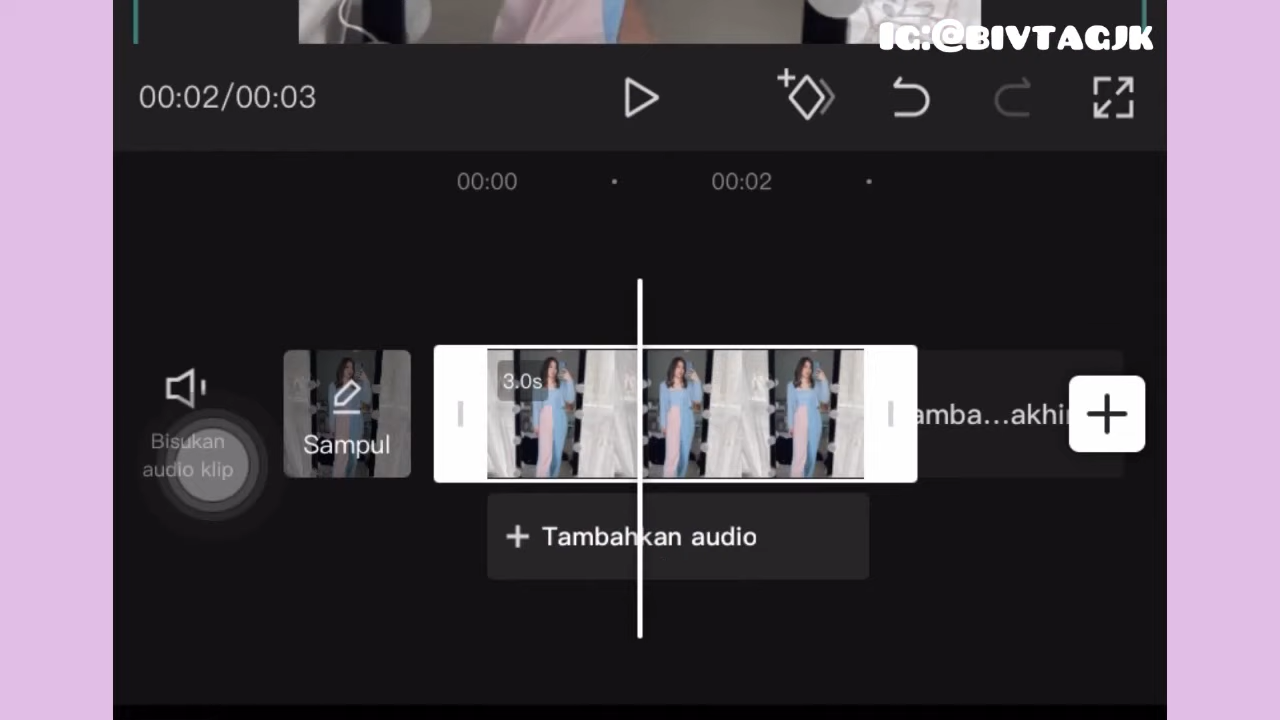 IG:@BIVTAGJK
00:02/00:03
00:00
00:02
3.0s
Bisukan
audio klip
Sampul
amba...akhi
+ Tambahkan audio